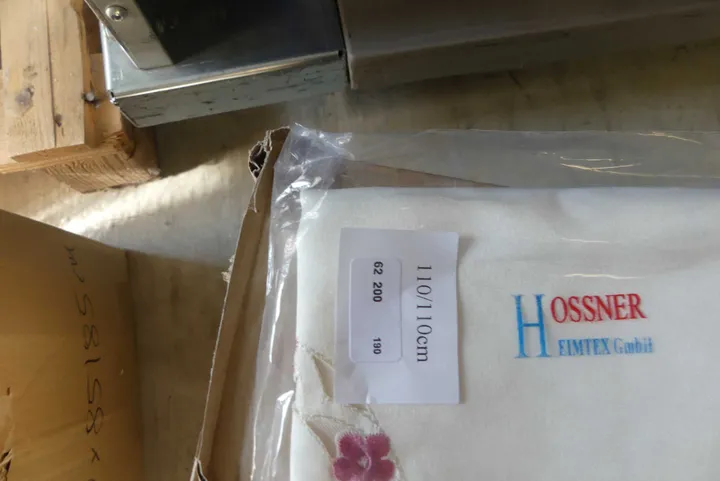 110/110cm
62 200 190
HOSSNER
HEIMTEX GmbH